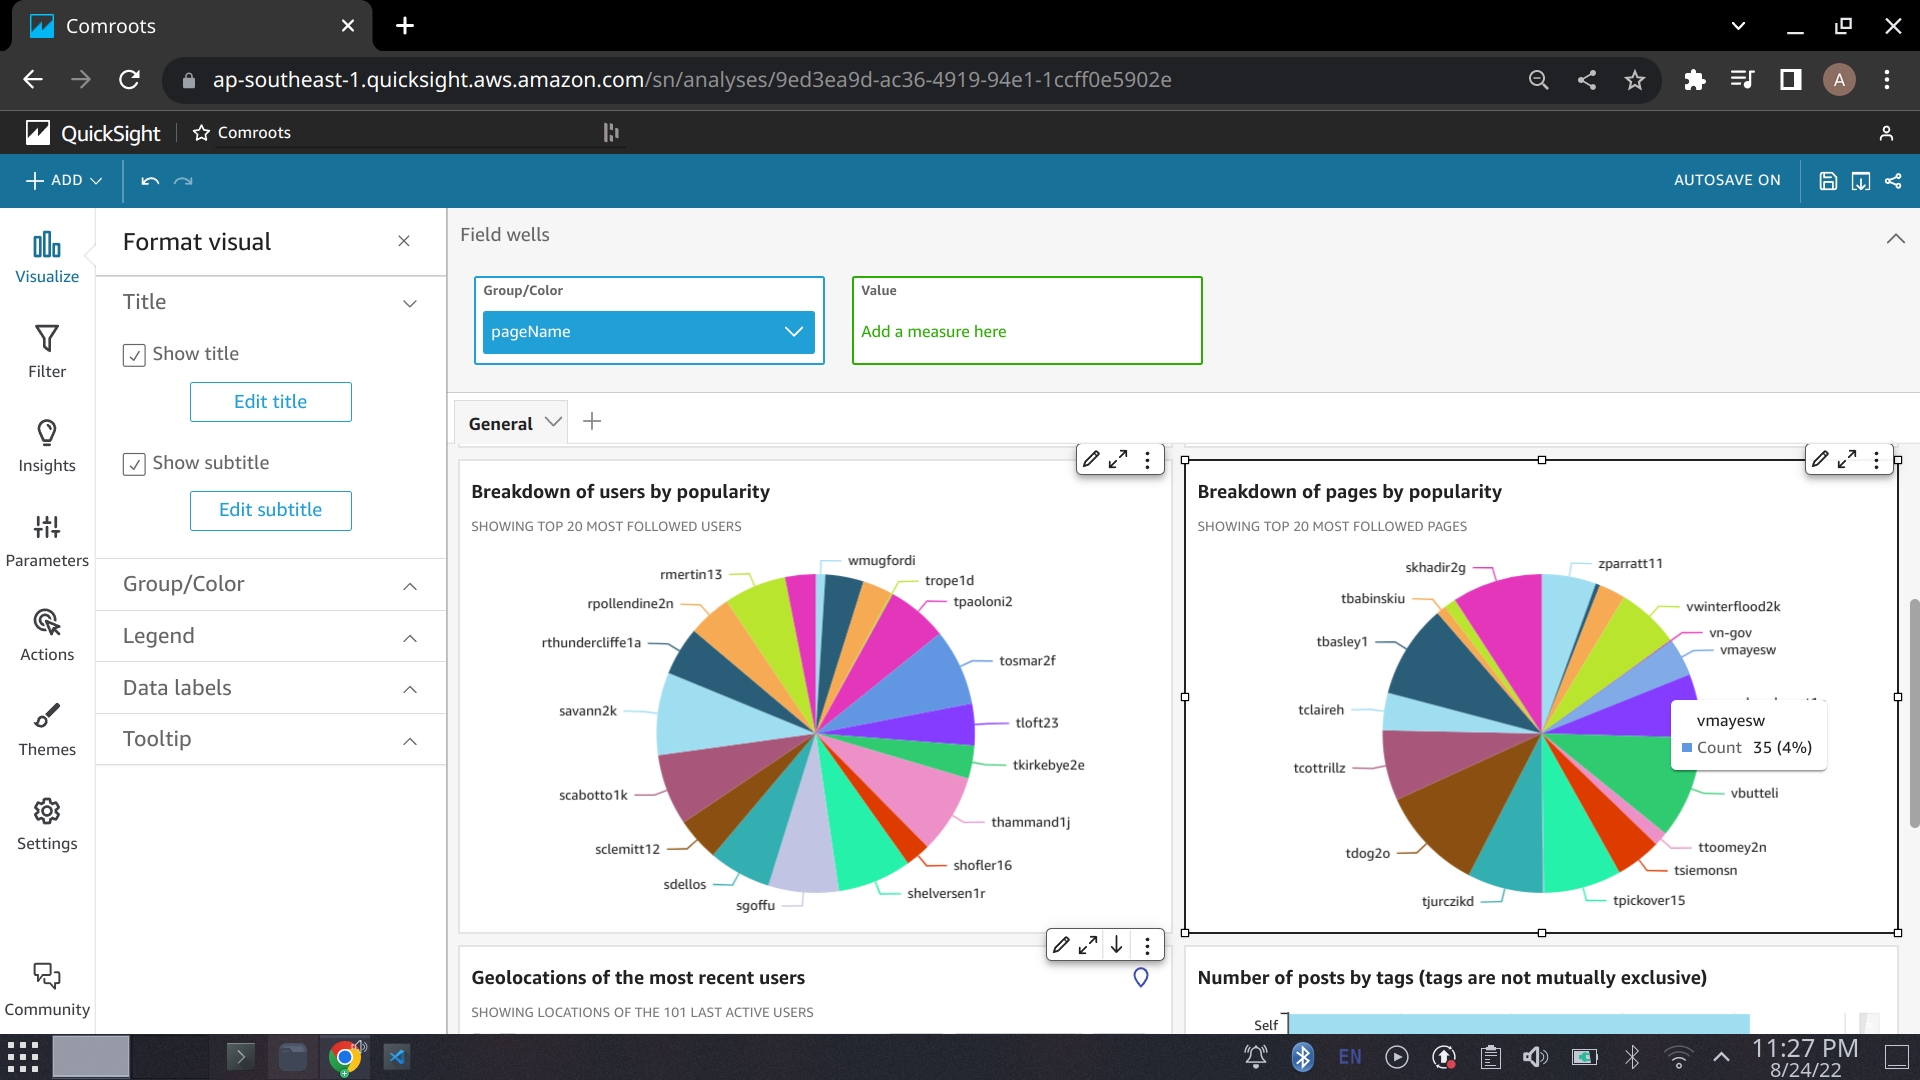 Comroots
ap-southeast-1.quicksight.aws.amazon.com/sn/analyses/9ed3ea9d-ac36-4919-94e1-1ccff0e5902e
A
QuickSight
Comroots
ADD
AUTOSAVE ON
Visualize
Filter
Insights
Parameters
Actions
Themes
Settings
Community
Format visual
Title
Show title
Edit title
Show subtitle
Edit subtitle
Group/Color
Legend
Data labels
Tooltip
Field wells
Group/Color
pageName
Value
Add a measure here
General
Breakdown of users by popularity
SHOWING TOP 20 MOST FOLLOWED USERS
wmugfordi
trope1d
tpaoloni2
tosmar2f
tloft23
tkirkebye2e
thammand1j
shofler16
shelversen1r
sgoffu
sdellos
sclemitt12
scabotto1k
savann2k
rthundercliffe1a
rpollendine2n
rmertin13
Breakdown of pages by popularity
SHOWING TOP 20 MOST FOLLOWED PAGES
zparratt11
vwinterflood2k
vn-gov
vmayesw
vmayesw
Count 35 (4%)
vbutteli
ttoomey2n
tsiemonsn
tpickover15
tjurczikd
tdog2o
tcottrillz
tclaireh
tbasley1
tbabinskiu
skhadir2g
Geolocations of the most recent users
SHOWING LOCATIONS OF THE 101 LAST ACTIVE USERS
Number of posts by tags (tags are not mutually exclusive)
Self
EN
11:27 PM
8/24/22